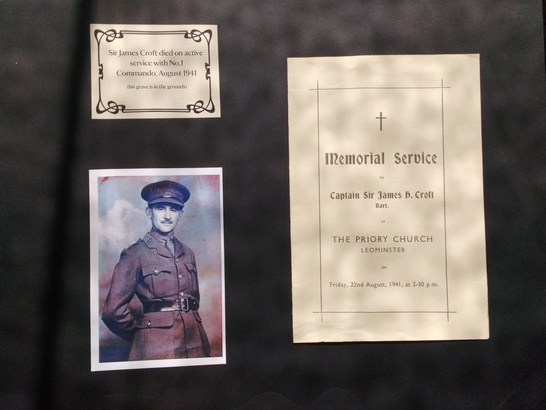 Sir James Croft died on active
service with No.1
Commando, August 1941
(his grave is in the grounds)
Memorial Service
to
Captain Sir James H. Croft
Bart.
at
THE PRIORY CHURCH
LEOMINSTER
on
Friday, 22nd August, 1941, at 2-30 p.m.